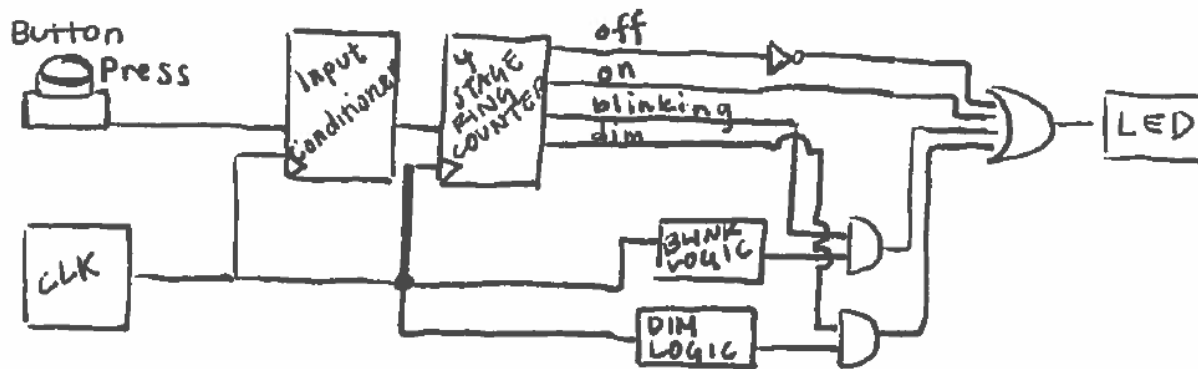 Button
Press
Input
Conditioner
4
STAGE
RING
COUNTER
off
on
blinking
dim
LED
CLK
BLINK
LOGIC
DIM
LOGIC